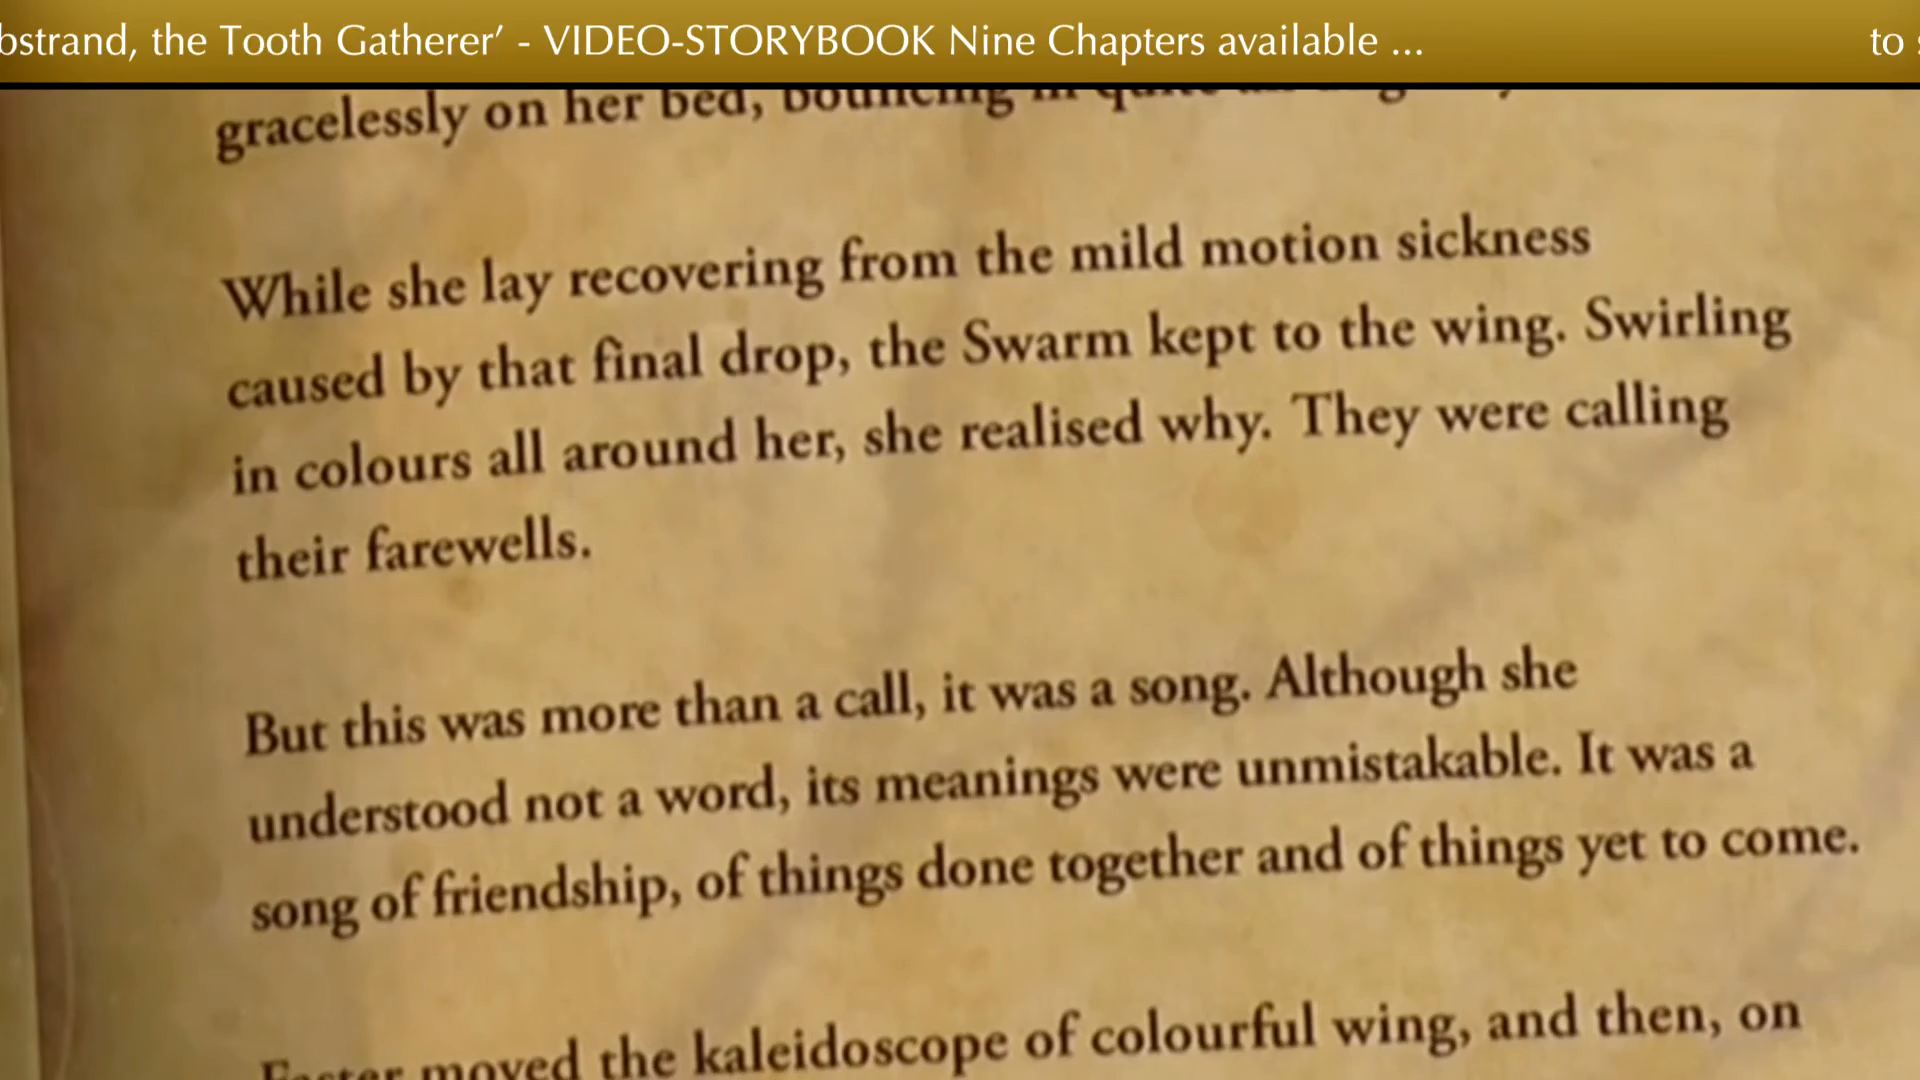 bstrand, the Tooth Gatherer’ - VIDEO-STORYBOOK Nine Chapters available ... to
gracelessly on her bed, bouncing in quite
While she lay recovering from the mild motion sickness
caused by that final drop, the Swarm kept to the wing. Swirling
in colours all around her, she realised why. They were calling
their farewells.
But this was more than a call, it was a song. Although she
understood not a word, its meanings were unmistakable. It was a
song of friendship, of things done together and of things yet to come.
Faster moved the kaleidoscope of colourful wing, and then, on